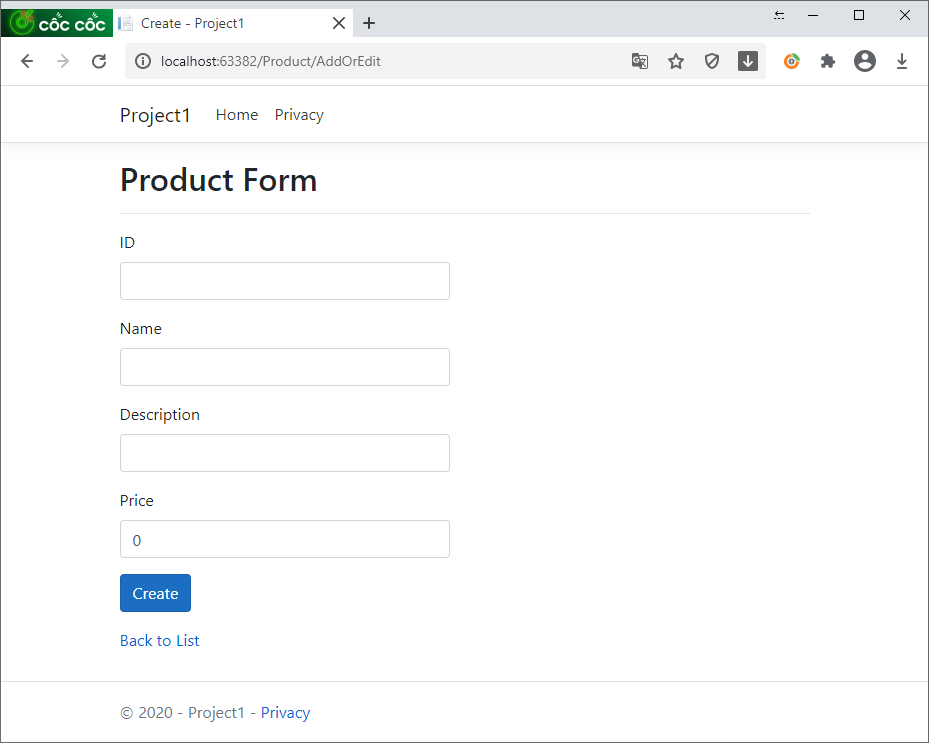 cốc cốc
Create - Project1
localhost:63382/Product/AddOrEdit
Project1 Home Privacy
Product Form
ID
Name
Description
Price
0
Create
Back to List
© 2020 - Project1 - Privacy